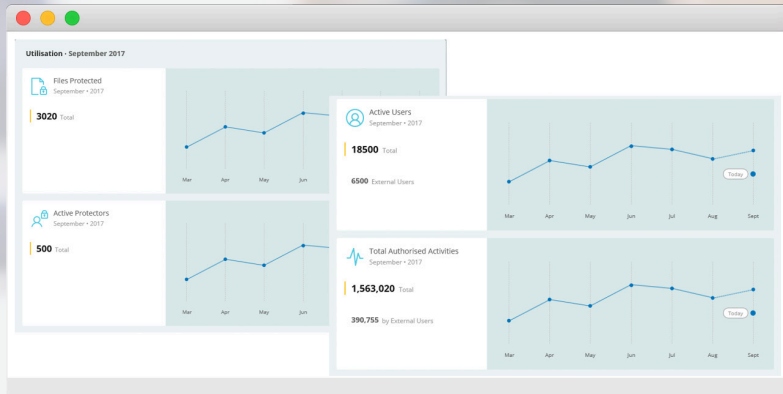 Utilisation · September 2017
Files Protected
September • 2017
3020 Total
Mar Apr May Jun
Active Protectors
September • 2017
500 Total
Mar Apr May Jun
Active Users
September • 2017
18500 Total
6500 External Users
Today
Mar Apr May Jun Jul Aug Sept
Total Authorised Activities
September • 2017
1,563,020 Total
390,755 by External Users
Today
Mar Apr May Jun Jul Aug Sept